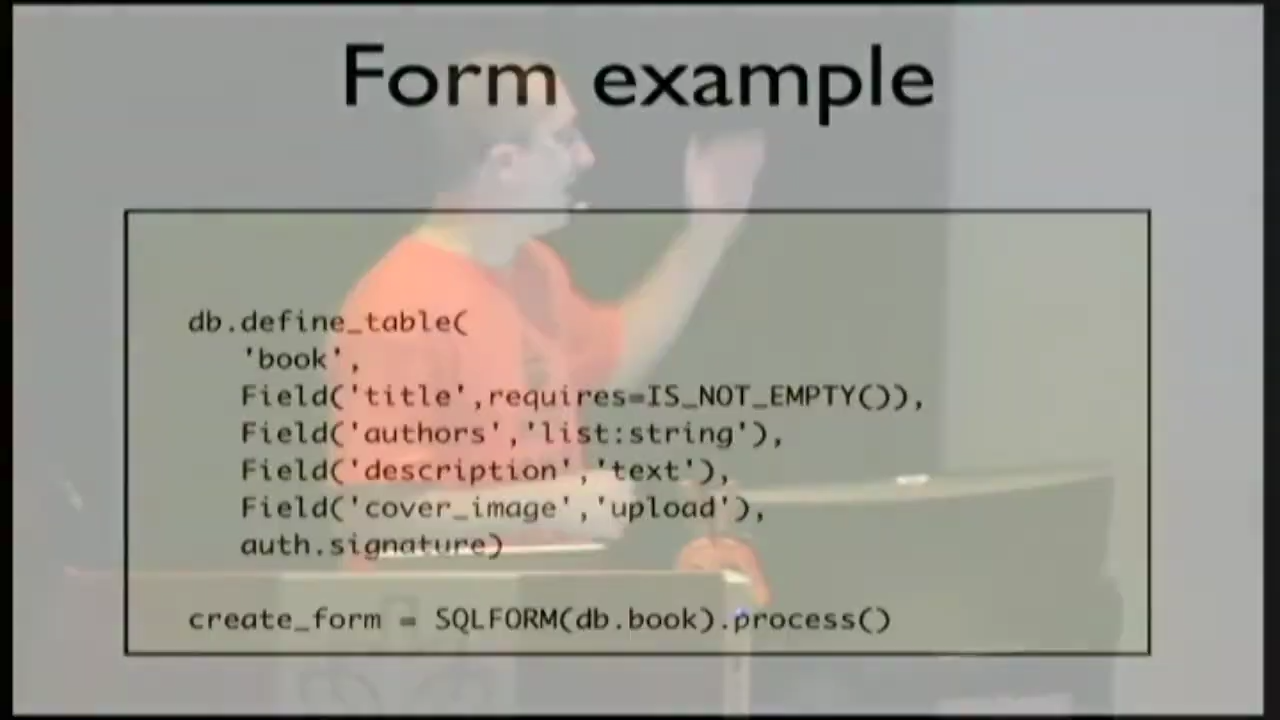 Form example
db.define_table(
'book',
Field('title',requires=IS_NOT_EMPTY()),
Field('authors','list:string'),
Field('description','text'),
Field('cover_image','upload'),
auth.signature)
create_form = SQLFORM(db.book).process()